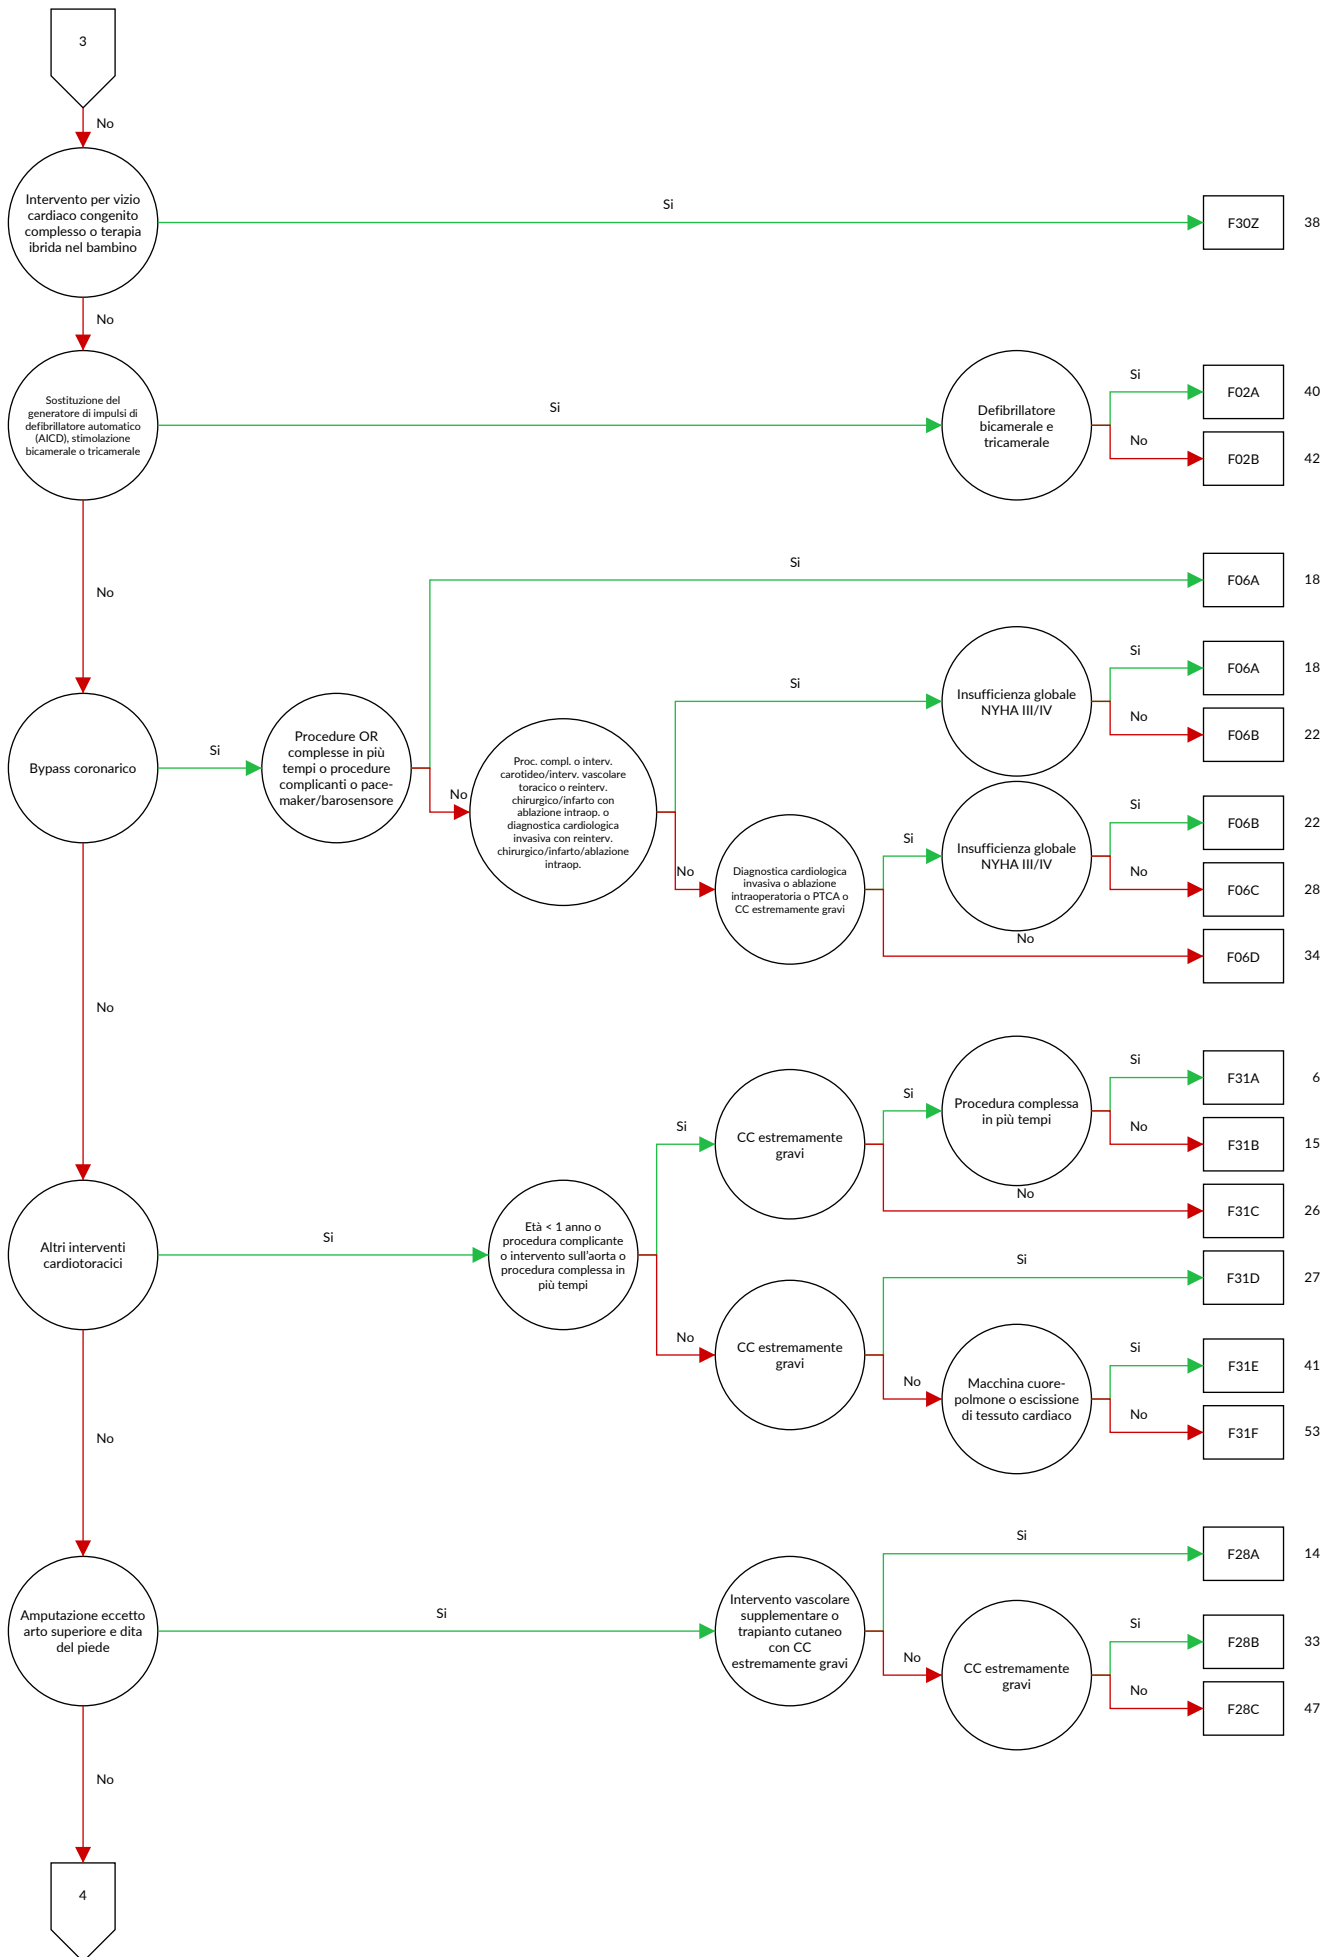 3
No
Intervento per vizio
cardiaco congenito
complesso o terapia
ibrida nel bambino
Si
F30Z
38
No
Sostituzione del
generatore di impulsi di
defibrillatore automatico
(AICD), stimolazione
bicamerale o tricamerale
Si
Defibrillatore
bicamerale e
tricamerale
Si
F02A
40
No
F02B
42
No
Bypass coronarico
Si
Procedure OR
complesse in più
tempi o procedure
complicanti o pace-
maker/barosensore
Si
F06A
18
No
Proc. compl. o interv.
carotideo/interv. vascolare
toracico o reinterv.
chirurgico/infarto con
ablazione intraop. o
diagnostica cardiologica
invasiva con reinterv.
chirurgico/infarto/ablazione
intraop.
Si
Insufficienza globale
NYHA III/IV
Si
F06A
18
No
F06B
22
No
Diagnostica cardiologica
invasiva o ablazione
intraoperatoria o PTCA o
CC estremamente gravi
Si
Insufficienza globale
NYHA III/IV
Si
F06B
22
No
F06C
28
No
F06D
34
No
Altri interventi
cardiotoracici
Si
Età < 1 anno o
procedura complicante
o intervento sull'aorta o
procedura complessa in
più tempi
Si
CC estremamente
gravi
Si
Procedura complessa
in più tempi
Si
F31A
6
No
F31B
15
No
F31C
26
No
CC estremamente
gravi
Si
F31D
27
No
Macchina cuore-
polmone o escissione
di tessuto cardiaco
Si
F31E
41
No
F31F
53
No
Amputazione eccetto
arto superiore e dita
del piede
Si
Intervento vascolare
supplementare o
trapianto cutaneo
con CC
estremamente gravi
Si
F28A
14
No
CC estremamente
gravi
Si
F28B
33
No
F28C
47
No
4